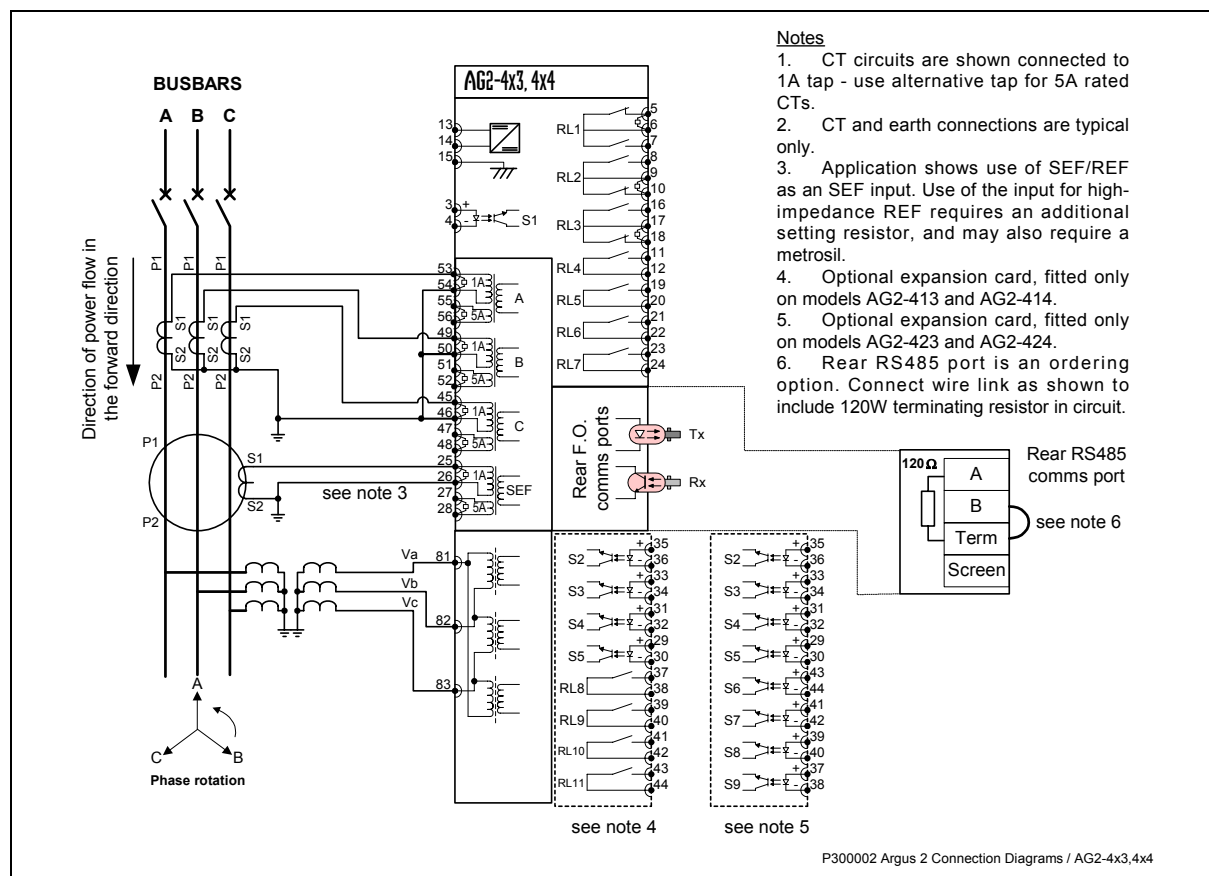 Notes
1. CT circuits are shown connected to
1A tap - use alternative tap for 5A rated
CTs.
2. CT and earth connections are typical
only.
3. Application shows use of SEF/REF
as an SEF input. Use of the input for high-
impedance REF requires an additional
setting resistor, and may also require a
metrosil.
4. Optional expansion card, fitted only
on models AG2-413 and AG2-414.
5. Optional expansion card, fitted only
on models AG2-423 and AG2-424.
6. Rear RS485 port is an ordering
option. Connect wire link as shown to
include 120W terminating resistor in circuit.
BUSBARS
A B C
Direction of power flow in
the forward direction
P1 P1 P1
S1 S1 S1
S2 S2 S2
P2 P2 P2
P1
S1
S2
P2
see note 3
Va
Vb
Vc
A
C
B
Phase rotation
AG2-4x3, 4x4
13
14
15
3 +
4 -
S1
53
54 1A
55 A
56 5A
49
50 1A
51 B
52 5A
45
46 1A
47 C
48 5A
25
26 1A
27 SEF
28 5A
81
82
83
5
RL1 6
7
8
RL2 9
10
16
RL3 17
18
RL4 11
12
RL5 19
20
RL6 21
22
RL7 23
24
Rear F.O.
comms ports
Tx
Rx
S2 + 35
- 36
S3 + 33
- 34
S4 + 31
- 32
S5 + 29
- 30
RL8 37
38
RL9 39
40
RL10 41
42
RL11 43
44
see note 4
S2 + 35
- 36
S3 + 33
- 34
S4 + 31
- 32
S5 + 29
- 30
S6 + 43
- 44
S7 + 41
- 42
S8 + 39
- 40
S9 + 37
- 38
see note 5
120Ω
A
B
Term
Screen
Rear RS485
comms port
see note 6
P300002 Argus 2 Connection Diagrams / AG2-4x3,4x4